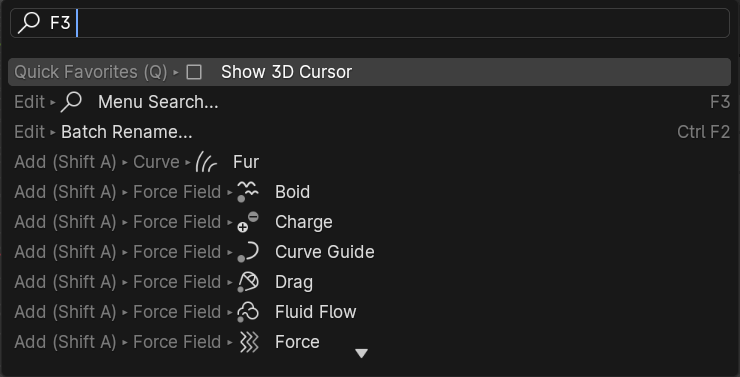 F3
Quick Favorites (Q) ▸ Show 3D Cursor
Edit ▸ Menu Search... F3
Edit ▸ Batch Rename... Ctrl F2
Add (Shift A) ▸ Curve ▸ Fur
Add (Shift A) ▸ Force Field ▸ Boid
Add (Shift A) ▸ Force Field ▸ Charge
Add (Shift A) ▸ Force Field ▸ Curve Guide
Add (Shift A) ▸ Force Field ▸ Drag
Add (Shift A) ▸ Force Field ▸ Fluid Flow
Add (Shift A) ▸ Force Field ▸ Force